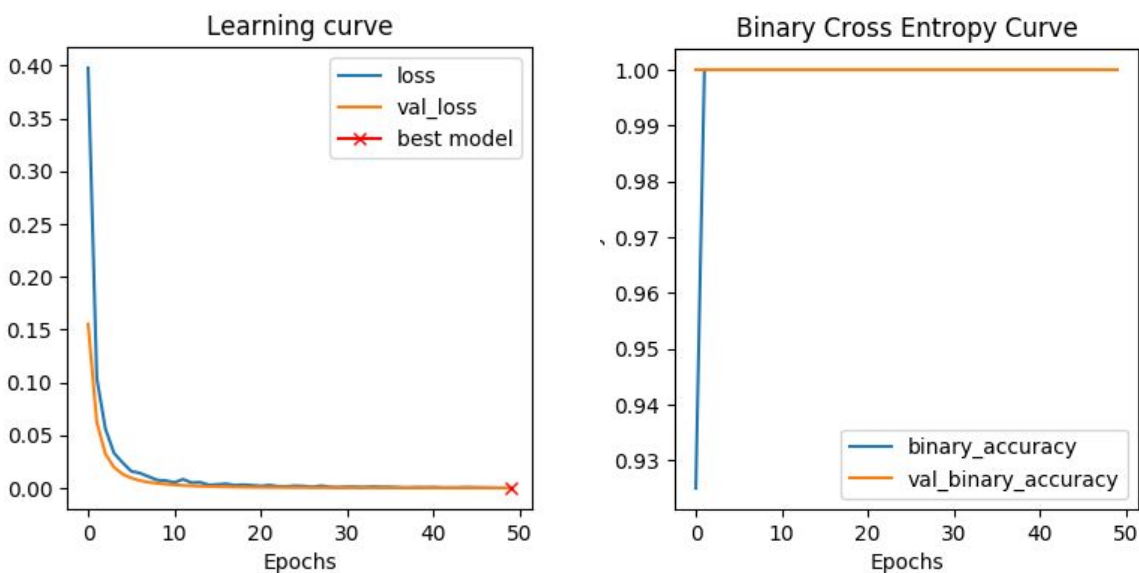 Learning curve
0.40
0.35
0.30
0.25
0.20
0.15
0.10
0.05
0.00
loss
val_loss
best model
0 10 20 30 40 50
Epochs
Binary Cross Entropy Curve
1.00
0.99
0.98
0.97
0.96
0.95
0.94
0.93
binary_accuracy
val_binary_accuracy
0 10 20 30 40 50
Epochs